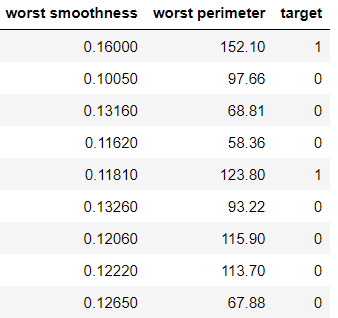 worst smoothness worst perimeter target
0.16000 152.10 1
0.10050 97.66 0
0.13160 68.81 0
0.11620 58.36 0
0.11810 123.80 1
0.13260 93.22 0
0.12060 115.90 0
0.12220 113.70 0
0.12650 67.88 0